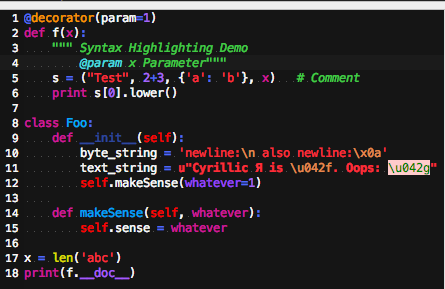 1 @decorator(param=1)
2 def f(x):
3     """ Syntax Highlighting Demo
4         @param x Parameter"""
5     s = ("Test", 2+3, {'a': 'b'}, x)   # Comment
6     print s[0].lower()
7
8 class Foo:
9     def __init__(self):
10         byte_string = 'newline:\n also newline:\x0a'
11         text_string = u"Cyrillic Я is \u042f. Oops: \u042g"
12         self.makeSense(whatever=1)
13
14     def makeSense(self, whatever):
15         self.sense = whatever
16
17 x = len('abc')
18 print(f.__doc__)